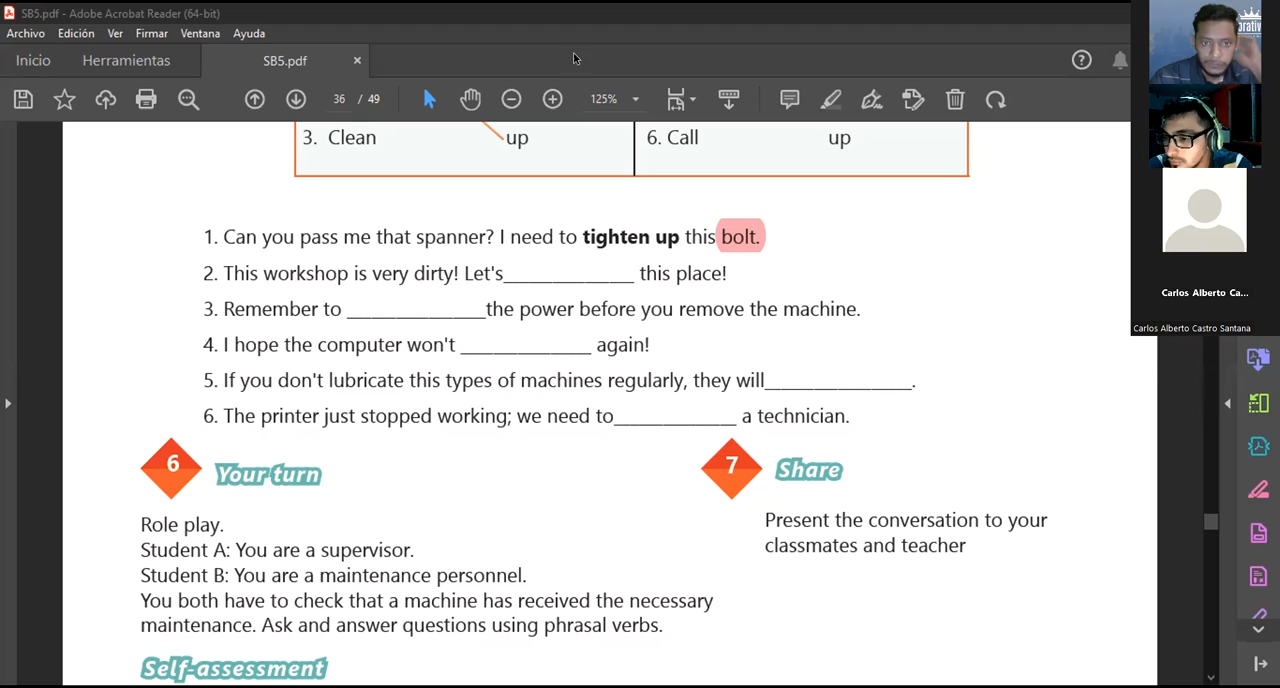 SB5.pdf - Adobe Acrobat Reader (64-bit)
Archivo Edición Ver Firmar Ventana Ayuda
Inicio Herramientas SB5.pdf
36 / 49 125%
3. Clean up 6. Call up
1. Can you pass me that spanner? I need to tighten up this bolt.
2. This workshop is very dirty! Let's_____________ this place!
3. Remember to ______________the power before you remove the machine.
4. I hope the computer won't _____________ again!
5. If you don't lubricate this types of machines regularly, they will_______________.
6. The printer just stopped working; we need to____________ a technician.
6 Your turn
7 Share
Role play.
Student A: You are a supervisor.
Student B: You are a maintenance personnel.
You both have to check that a machine has received the necessary
maintenance. Ask and answer questions using phrasal verbs.
Present the conversation to your
classmates and teacher
Self-assessment
Carlos Alberto Ca...
Carlos Alberto Castro Santana